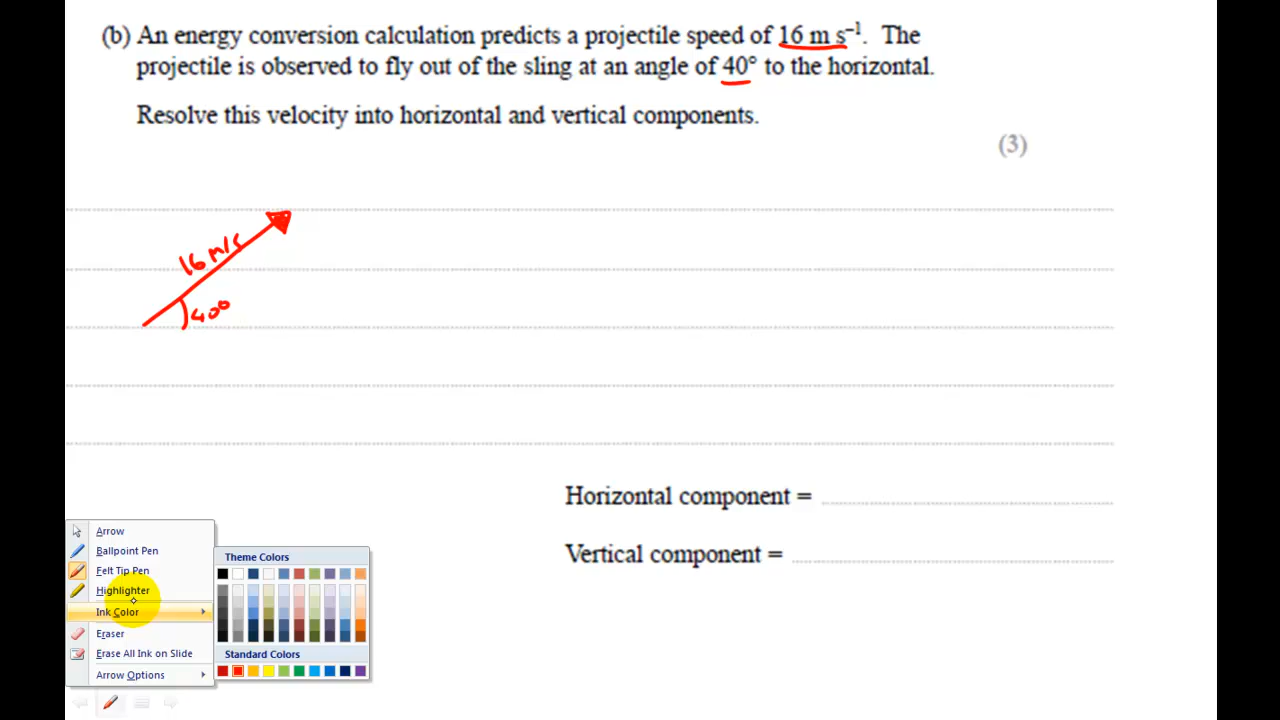 (b) An energy conversion calculation predicts a projectile speed of 16 m s⁻¹. The
projectile is observed to fly out of the sling at an angle of 40° to the horizontal.
Resolve this velocity into horizontal and vertical components.
(3)
16 m/s
40°
Horizontal component =
Vertical component =
Arrow
Ballpoint Pen
Felt Tip Pen
Highlighter
Ink Color
Eraser
Erase All Ink on Slide
Arrow Options
Theme Colors
Standard Colors